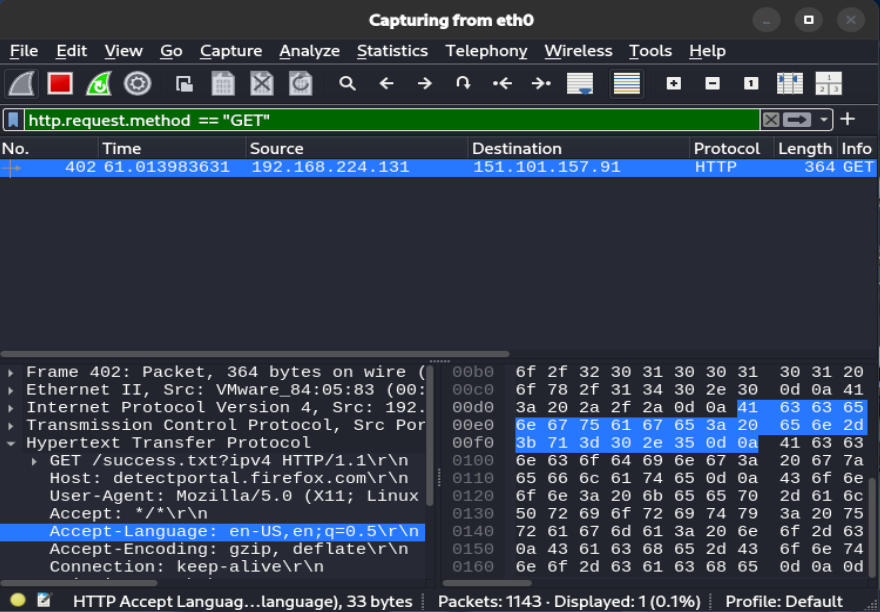 Capturing from eth0
File Edit View Go Capture Analyze Statistics Telephony Wireless Tools Help
http.request.method == "GET"
No. Time Source Destination Protocol Length Info
402 61.013983631 192.168.224.131 151.101.157.91 HTTP 364 GET
Frame 402: Packet, 364 bytes on wire (
Ethernet II, Src: VMware_84:05:83 (00:
Internet Protocol Version 4, Src: 192.
Transmission Control Protocol, Src Por
Hypertext Transfer Protocol
GET /success.txt?ipv4 HTTP/1.1\r\n
Host: detectportal.firefox.com\r\n
User-Agent: Mozilla/5.0 (X11; Linux
Accept: */*\r\n
Accept-Language: en-US,en;q=0.5\r\n
Accept-Encoding: gzip, deflate\r\n
Connection: keep-alive\r\n
00b0 6f 2f 32 30 31 30 30 31 30 31 20
00c0 6f 78 2f 31 34 30 2e 30 0d 0a 41
00d0 3a 20 2a 2f 2a 0d 0a 41 63 63 65
00e0 6e 67 75 61 67 65 3a 20 65 6e 2d
00f0 3b 71 3d 30 2e 35 0d 0a 41 63 63
0100 6e 63 6f 64 69 6e 67 3a 20 67 7a
0110 65 66 6c 61 74 65 0d 0a 43 6f 6e
0120 6f 6e 3a 20 6b 65 65 70 2d 61 6c
0130 50 72 69 6f 72 69 74 79 3a 20 75
0140 72 61 67 6d 61 3a 20 6e 6f 2d 63
0150 0a 43 61 63 68 65 2d 43 6f 6e 74
0160 6e 6f 2d 63 61 63 68 65 0d 0a 0d
HTTP Accept Languag...language), 33 bytes Packets: 1143 · Displayed: 1 (0.1%) Profile: Default